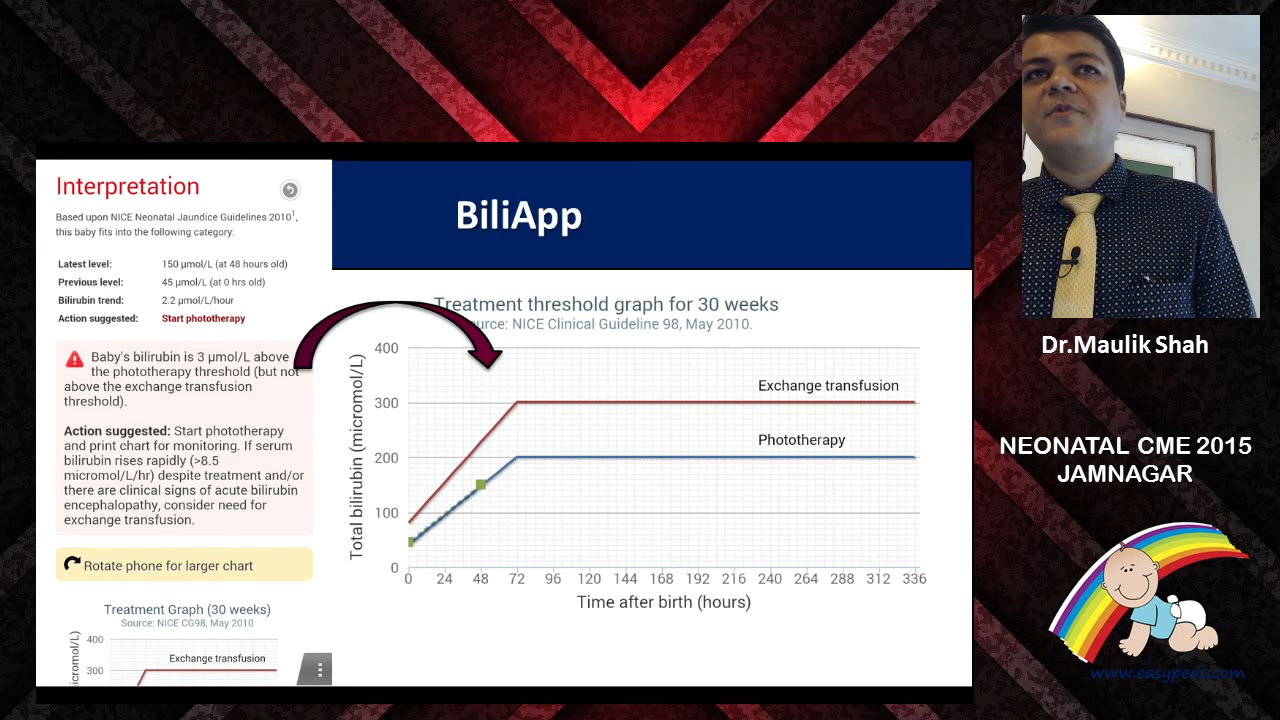 Interpretation
Based upon NICE Neonatal Jaundice Guidelines 2010¹,
this baby fits into the following category:
Latest level: 150 µmol/L (at 48 hours old)
Previous level: 45 µmol/L (at 0 hrs old)
Bilirubin trend: 2.2 µmol/L/hour
Action suggested: Start phototherapy
Baby's bilirubin is 3 µmol/L above
the phototherapy threshold (but not
above the exchange transfusion
threshold).
Action suggested: Start phototherapy
and print chart for monitoring. If serum
bilirubin rises rapidly (>8.5
micromol/L/hr) despite treatment and/or
there are clinical signs of acute bilirubin
encephalopathy, consider need for
exchange transfusion.
Rotate phone for larger chart
Treatment Graph (30 weeks)
Source: NICE CG98, May 2010
400
300
Exchange transfusion
BiliApp
Treatment threshold graph for 30 weeks
urce: NICE Clinical Guideline 98, May 2010.
Total bilirubin (micromol/L)
400
300
200
100
0
Exchange transfusion
Phototherapy
0 24 48 72 96 120 144 168 192 216 240 264 288 312 336
Time after birth (hours)
Dr.Maulik Shah
NEONATAL CME 2015
JAMNAGAR
www.easypeds.com